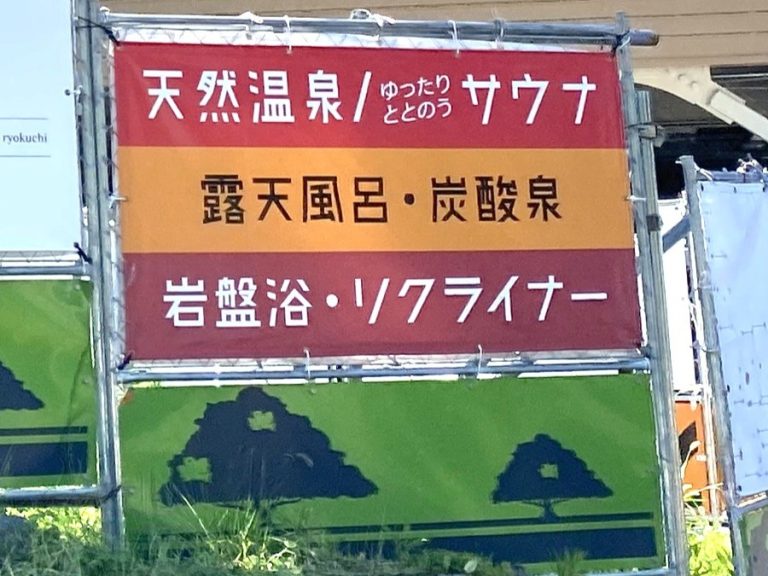 ryokuchi
天然温泉/ゆったりととのうサウナ
露天風呂・炭酸泉
岩盤浴・リクライナー